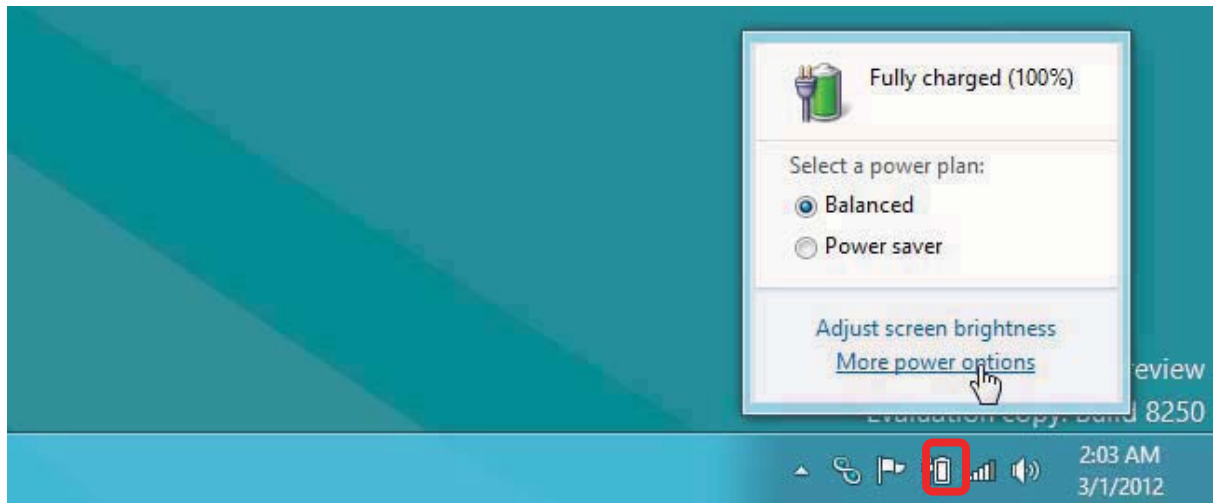 Fully charged (100%)
Select a power plan:
Balanced
Power saver
Adjust screen brightness
More power options
eview
Evaluation copy. Build 8250
2:03 AM
3/1/2012